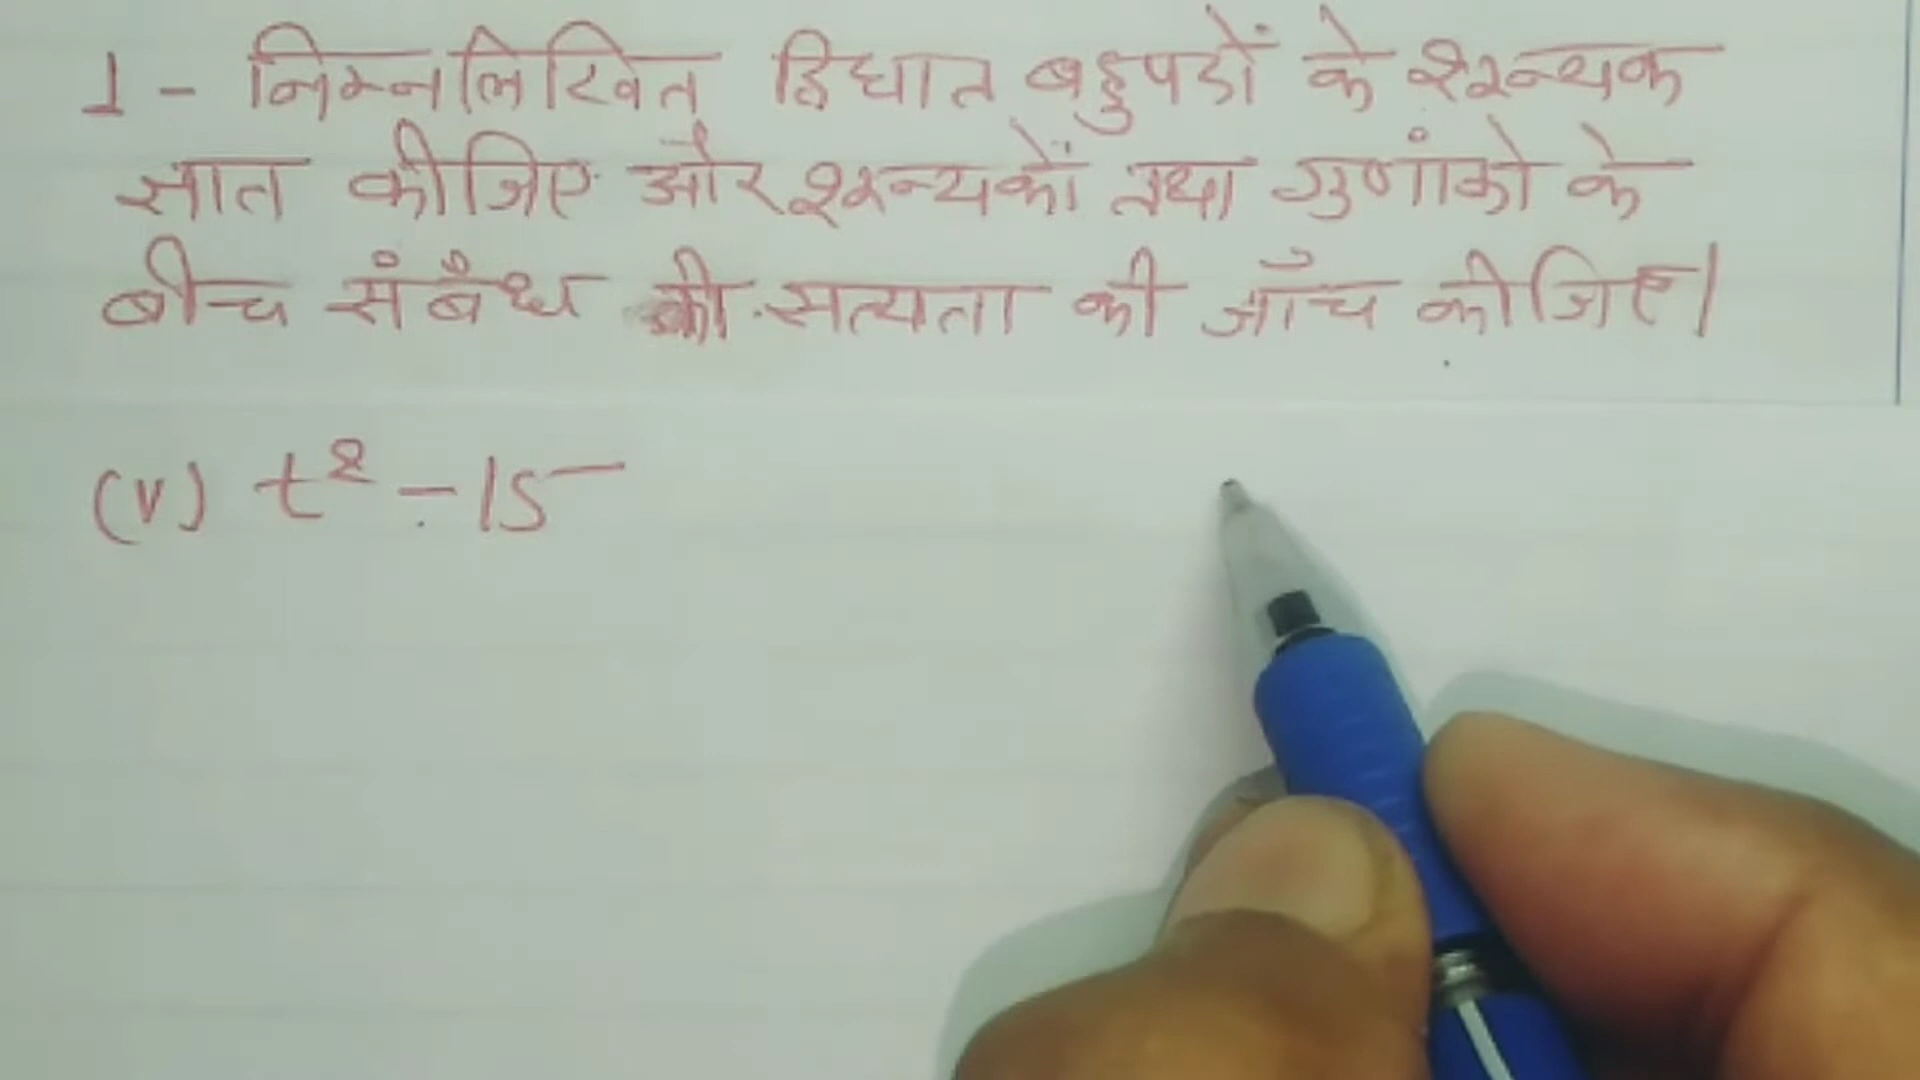 1 - निम्नलिखित द्विघात बहुपदों के शून्यक
ज्ञात कीजिए और शून्यकों तथा गुणांको के
बीच संबँध की सत्यता की जाँच कीजिए।
(v) t² - 15